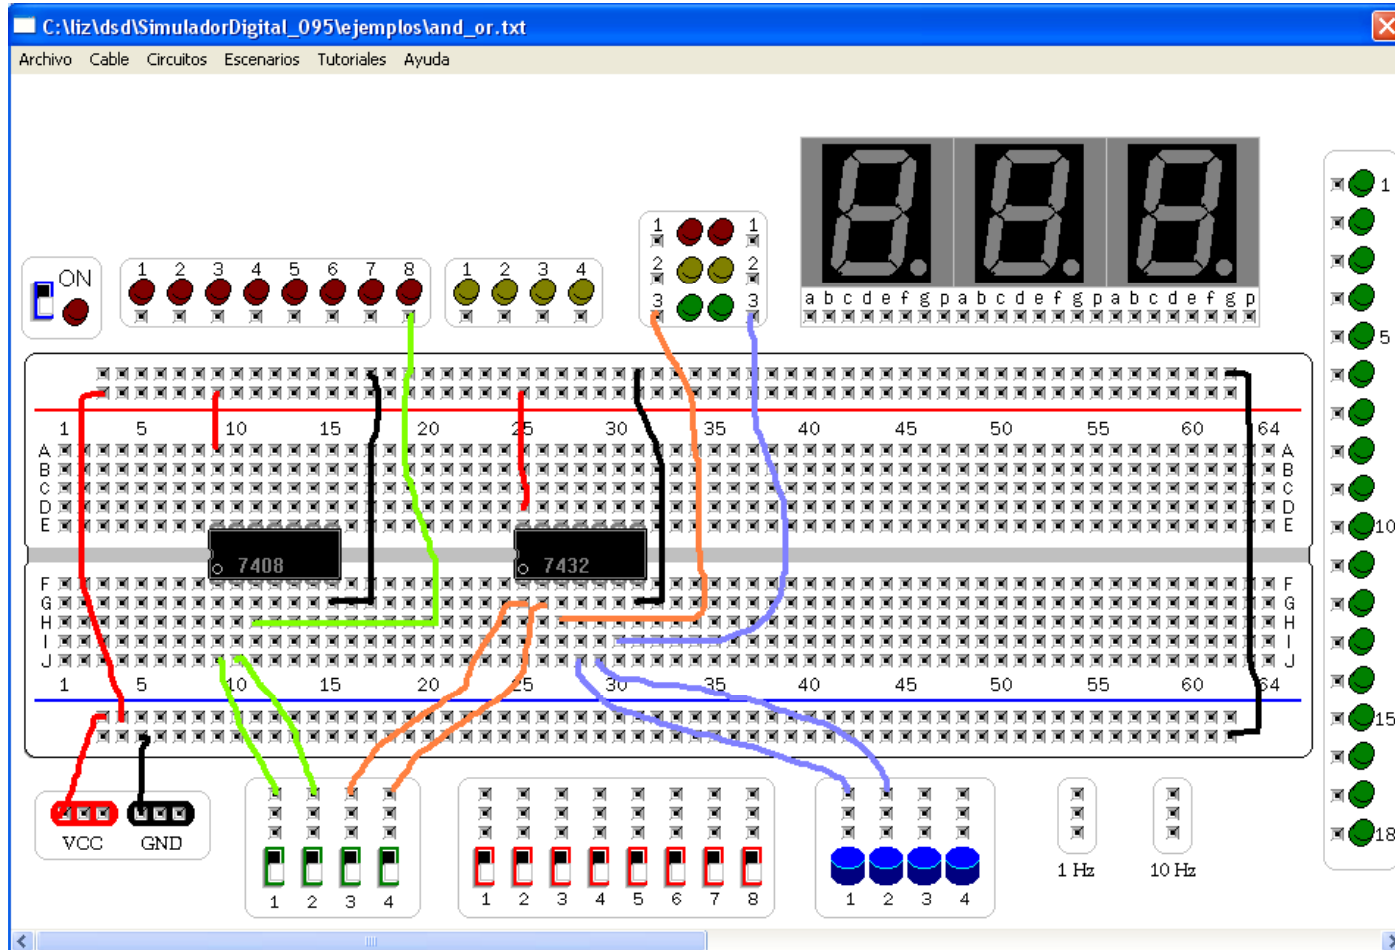 C:\liz\dsd\SimuladorDigital_095\ejemplos\and_or.txt
Archivo Cable Circuitos Escenarios Tutoriales Ayuda
ON
1 2 3 4 5 6 7 8
1 2 3 4
1 1
2 2
3 3
a b c d e f g p a b c d e f g p a b c d e f g p
1
5
10
15
18
1 5 10 15 20 25 30 35 40 45 50 55 60 64
A A
B B
C C
D D
E E
7408 7432
F F
G G
H H
I I
J J
1 5 10 15 20 25 30 35 40 45 50 55 60 64
VCC GND
1 2 3 4
1 2 3 4 5 6 7 8
1 2 3 4
1 Hz 10 Hz